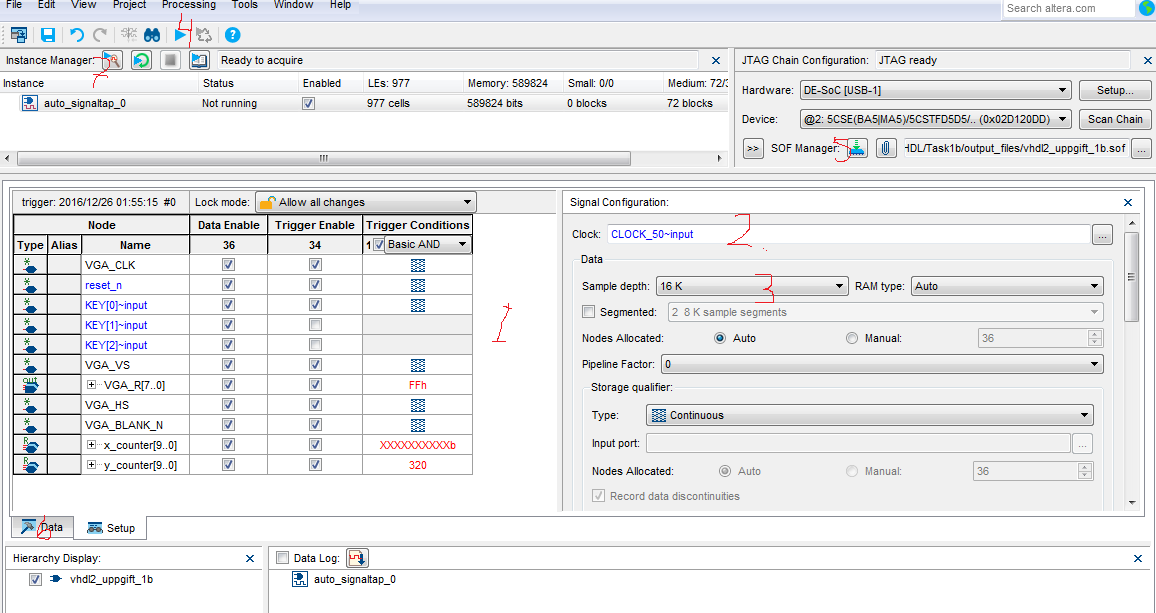 File Edit View Project Processing Tools Window Help
Search altera.com
4
Instance Manager: Ready to acquire
7
Instance Status Enabled LEs: 977 Memory: 589824 Small: 0/0 Medium: 72/3
auto_signaltap_0 Not running 977 cells 589824 bits 0 blocks 72 blocks
JTAG Chain Configuration: JTAG ready
Hardware: DE-SoC [USB-1] Setup...
Device: @2: 5CSE(BA5|MA5)/5CSTFD5D5/.. (0x02D120DD) Scan Chain
>> SOF Manager: 5 HDL/Task1b/output_files/vhdl2_uppgift_1b.sof ...
trigger: 2016/12/26 01:55:15 #0 Lock mode: Allow all changes
Node Data Enable Trigger Enable Trigger Conditions
Type Alias Name 36 34 1 Basic AND
VGA_CLK
reset_n
KEY[0]~input
KEY[1]~input
KEY[2]~input
VGA_VS
out VGA_R[7..0] FFh
VGA_HS
VGA_BLANK_N
R x_counter[9..0] XXXXXXXXXXb
R y_counter[9..0] 320
1
Signal Configuration:
Clock: CLOCK_50~input 2. ...
Data
Sample depth: 16 K 3 RAM type: Auto
Segmented: 2 8 K sample segments
Nodes Allocated: Auto Manual: 36
Pipeline Factor: 0
Storage qualifier:
Type: Continuous
Input port: ...
Nodes Allocated: Auto Manual: 36
Record data discontinuities
6 Data Setup
Hierarchy Display:
vhdl2_uppgift_1b
Data Log:
auto_signaltap_0